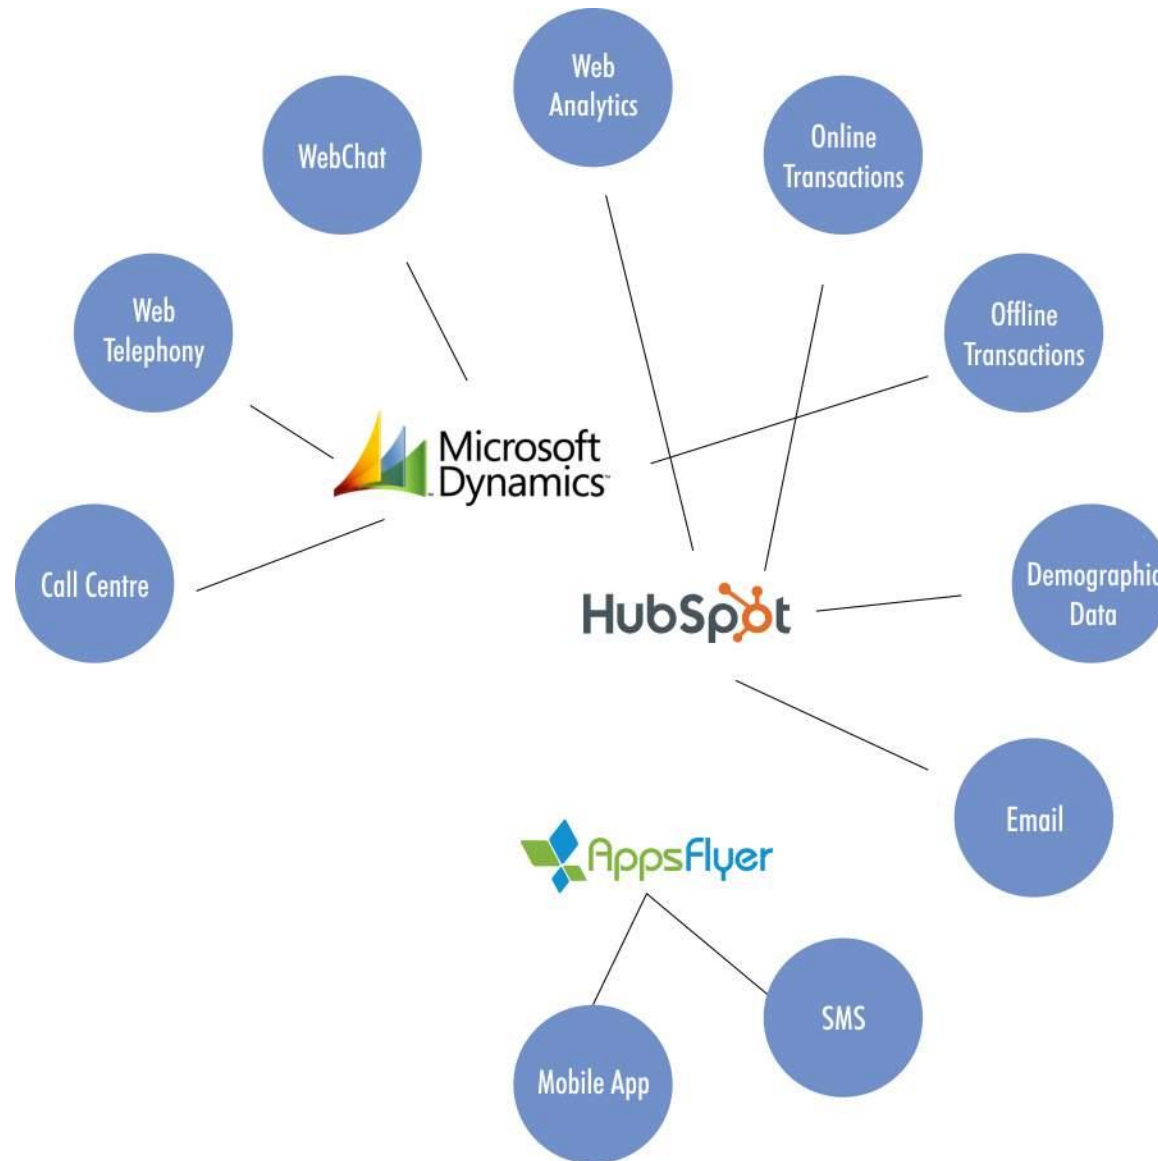 Web
Analytics
WebChat
Online
Transactions
Web
Telephony
Offline
Transactions
Microsoft
Dynamics
Call Centre
HubSpot
Demographic
Data
Email
AppsFlyer
SMS
Mobile App